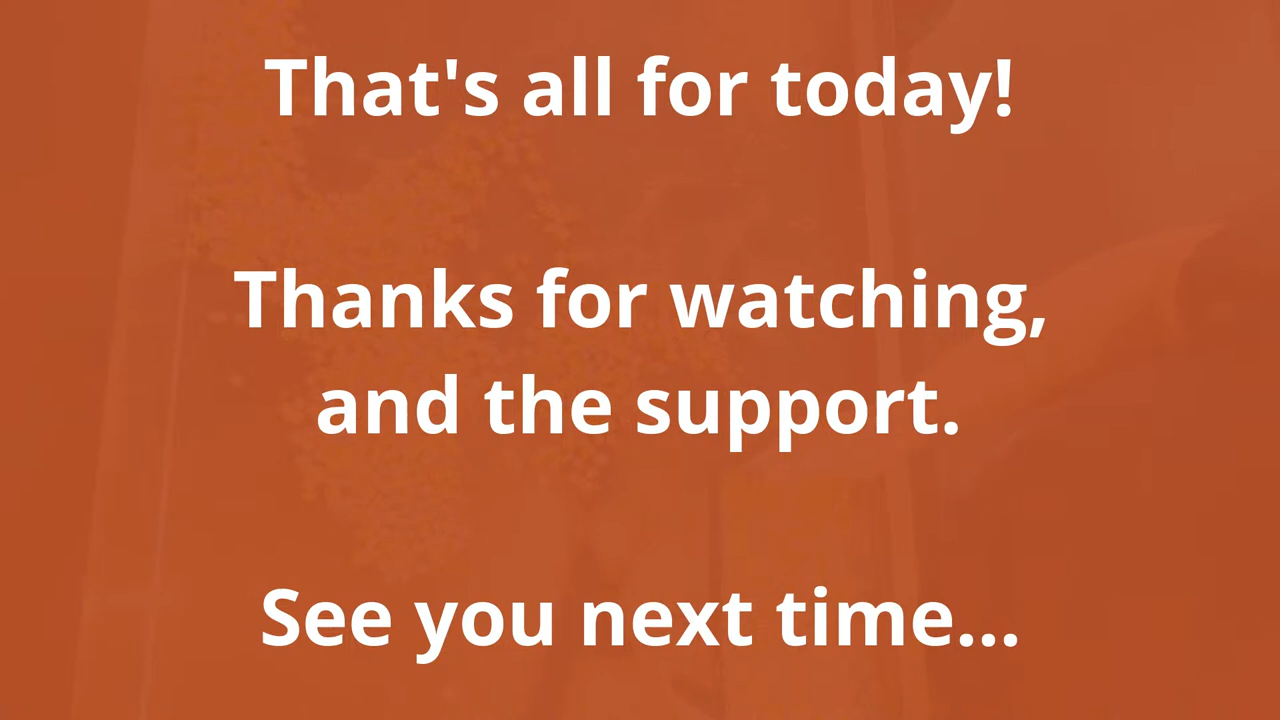 That's all for today!
Thanks for watching,
and the support.
See you next time...